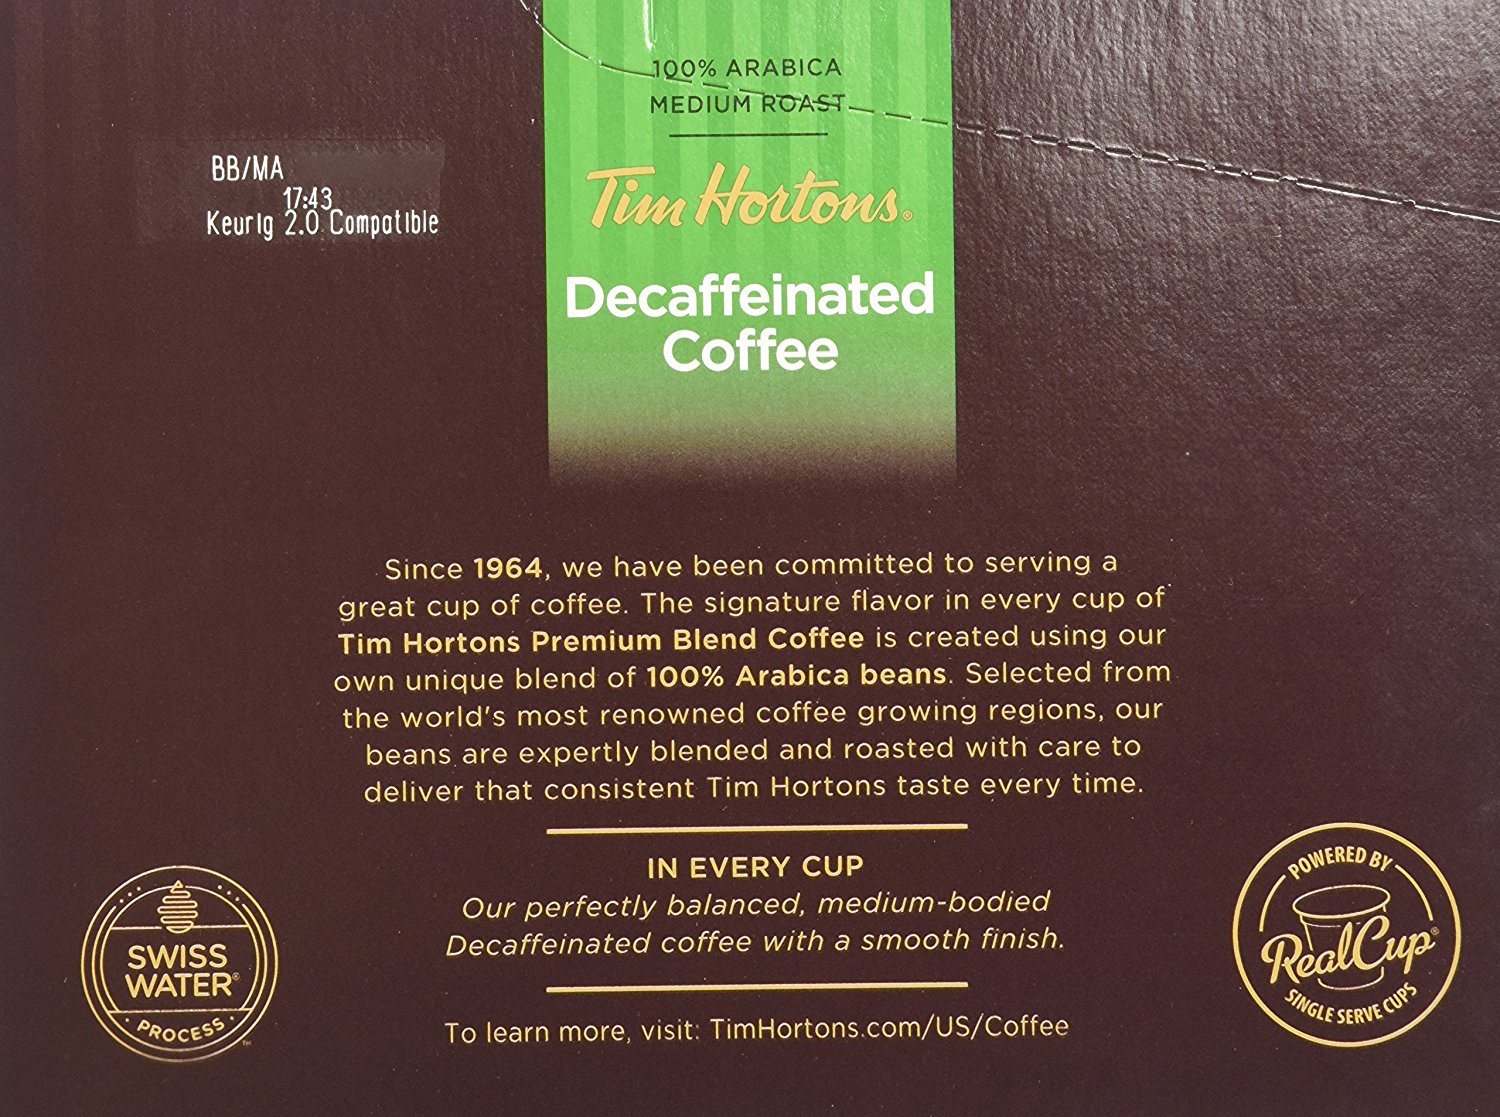 100% ARABICA
MEDIUM ROAST
BB/MA
17:43
Keurig 2.0 Compatible
Tim Hortons®
Decaffeinated
Coffee
Since 1964, we have been committed to serving a
great cup of coffee. The signature flavor in every cup of
Tim Hortons Premium Blend Coffee is created using our
own unique blend of 100% Arabica beans. Selected from
the world's most renowned coffee growing regions, our
beans are expertly blended and roasted with care to
deliver that consistent Tim Hortons taste every time.
IN EVERY CUP
Our perfectly balanced, medium-bodied
Decaffeinated coffee with a smooth finish.
To learn more, visit: TimHortons.com/US/Coffee
SWISS
WATER®
PROCESS™
POWERED BY
RealCup®
SINGLE SERVE CUPS